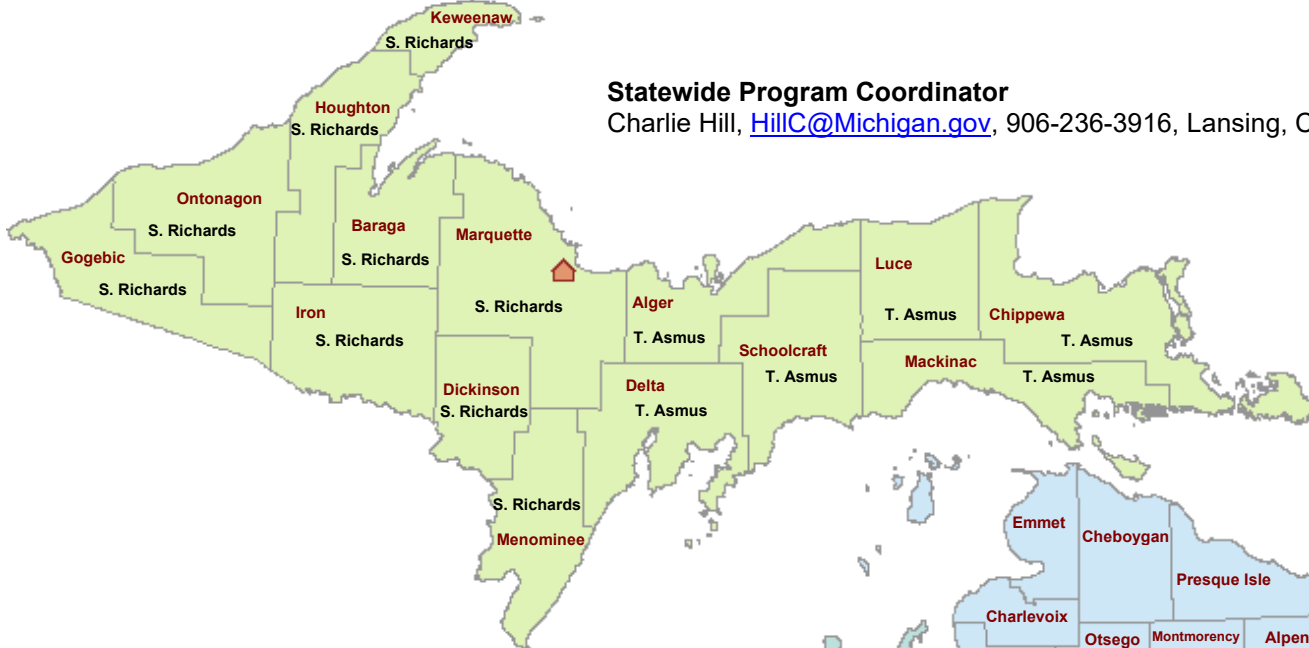 Keweenaw
S. Richards
Statewide Program Coordinator
Charlie Hill, HillC@Michigan.gov, 906-236-3916, Lansing, C
Houghton
S. Richards
Ontonagon
S. Richards
Baraga
S. Richards
Marquette
S. Richards
Gogebic
S. Richards
Iron
S. Richards
Alger
T. Asmus
Luce
T. Asmus
Chippewa
T. Asmus
Schoolcraft
T. Asmus
Mackinac
T. Asmus
Dickinson
S. Richards
Delta
T. Asmus
S. Richards
Menominee
Emmet
Cheboygan
Presque Isle
Charlevoix
Otsego
Montmorency
Alpen